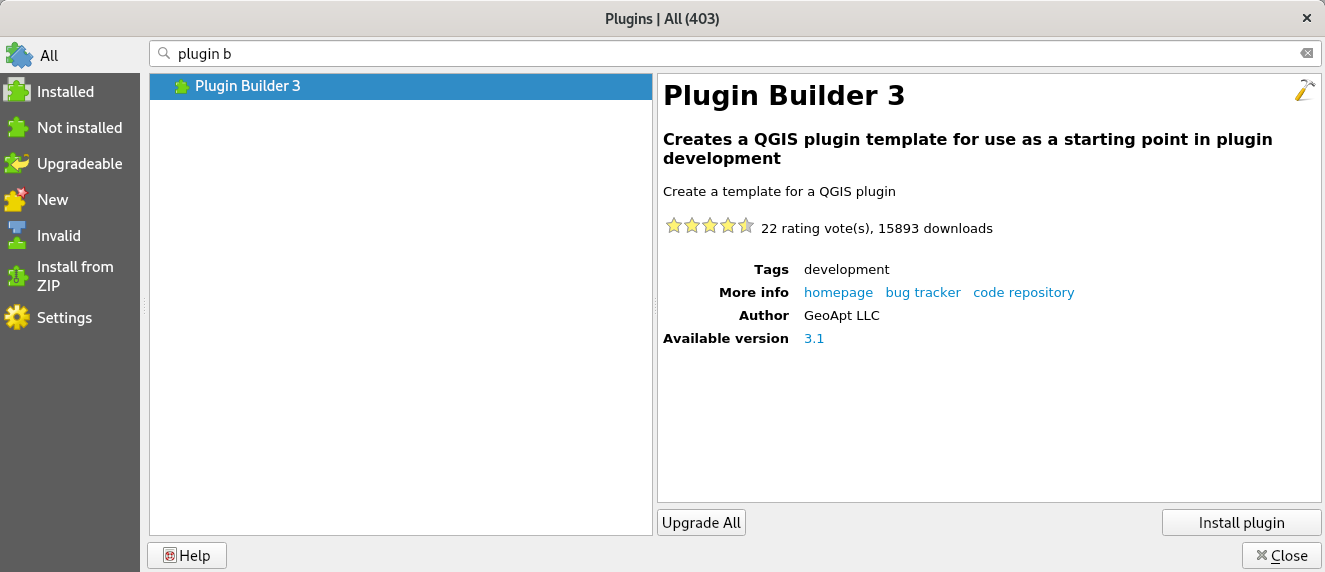 Plugins | All (403)
All
plugin b
Installed
Not installed
Upgradeable
New
Invalid
Install from
ZIP
Settings
Plugin Builder 3
Plugin Builder 3
Creates a QGIS plugin template for use as a starting point in plugin
development
Create a template for a QGIS plugin
22 rating vote(s), 15893 downloads
Tags development
More info homepage bug tracker code repository
Author GeoApt LLC
Available version 3.1
Upgrade All
Install plugin
Help
Close